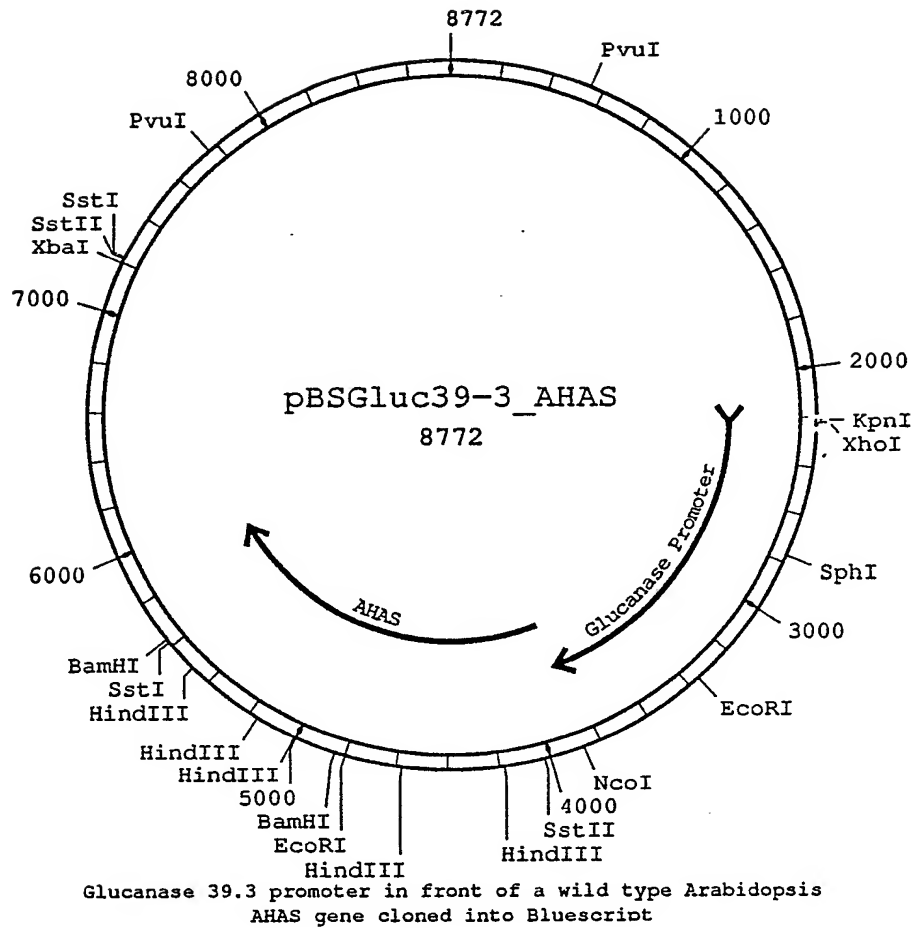 8772
PvuI
8000
1000
PvuI
SstI
SstII
XbaI
7000
2000
pBSGluc39-3_AHAS
8772
KpnI
XhoI
Glucanase Promoter
SphI
6000
AHAS
3000
BamHI
SstI
HindIII
EcoRI
HindIII
HindIII
NcoI
5000
4000
BamHI
SstII
EcoRI
HindIII
HindIII
Glucanase 39.3 promoter in front of a wild type Arabidopsis
AHAS gene cloned into Bluescript